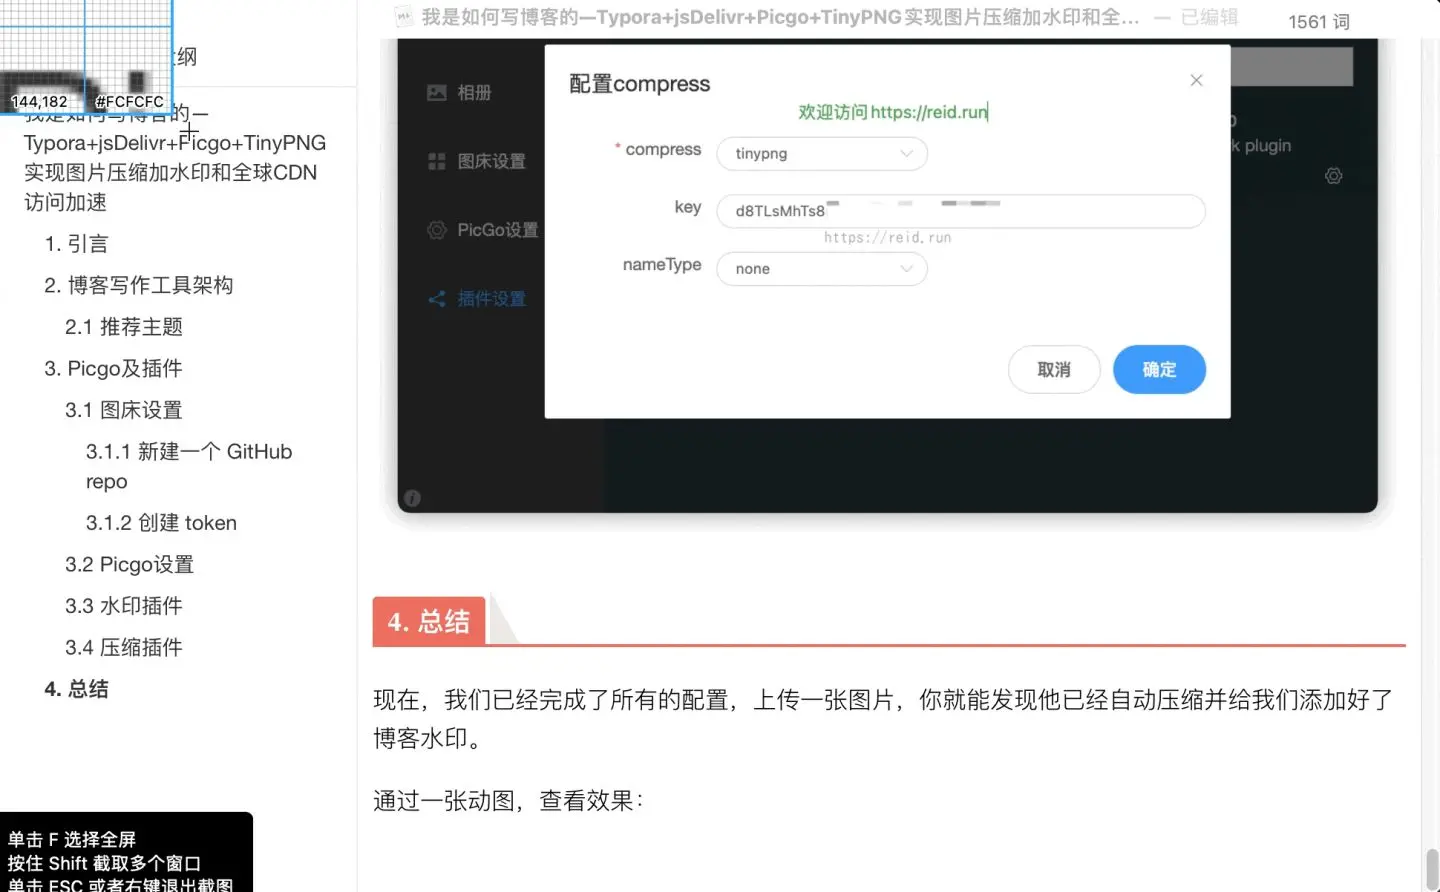 我是如何写博客的—Typora+jsDelivr+Picgo+TinyPNG实现图片压缩加水印和全... — 已编辑
1561 词
纲
144,182 #FCFCFC
我是如何写博客的—
Typora+jsDelivr+Picgo+TinyPNG
实现图片压缩加水印和全球CDN
访问加速
1. 引言
2. 博客写作工具架构
2.1 推荐主题
3. Picgo及插件
3.1 图床设置
3.1.1 新建一个 GitHub
repo
3.1.2 创建 token
3.2 Picgo设置
3.3 水印插件
3.4 压缩插件
4. 总结
单击 F 选择全屏
按住 Shift 截取多个窗口
单击 ESC 或者右键退出截图
相册
图床设置
PicGo设置
插件设置
配置compress
欢迎访问https://reid.run
* compress tinypng
key d8TLsMhTs8
https://reid.run
nameType none
取消 确定
plugin
4. 总结
现在，我们已经完成了所有的配置，上传一张图片，你就能发现他已经自动压缩并给我们添加好了
博客水印。
通过一张动图，查看效果：